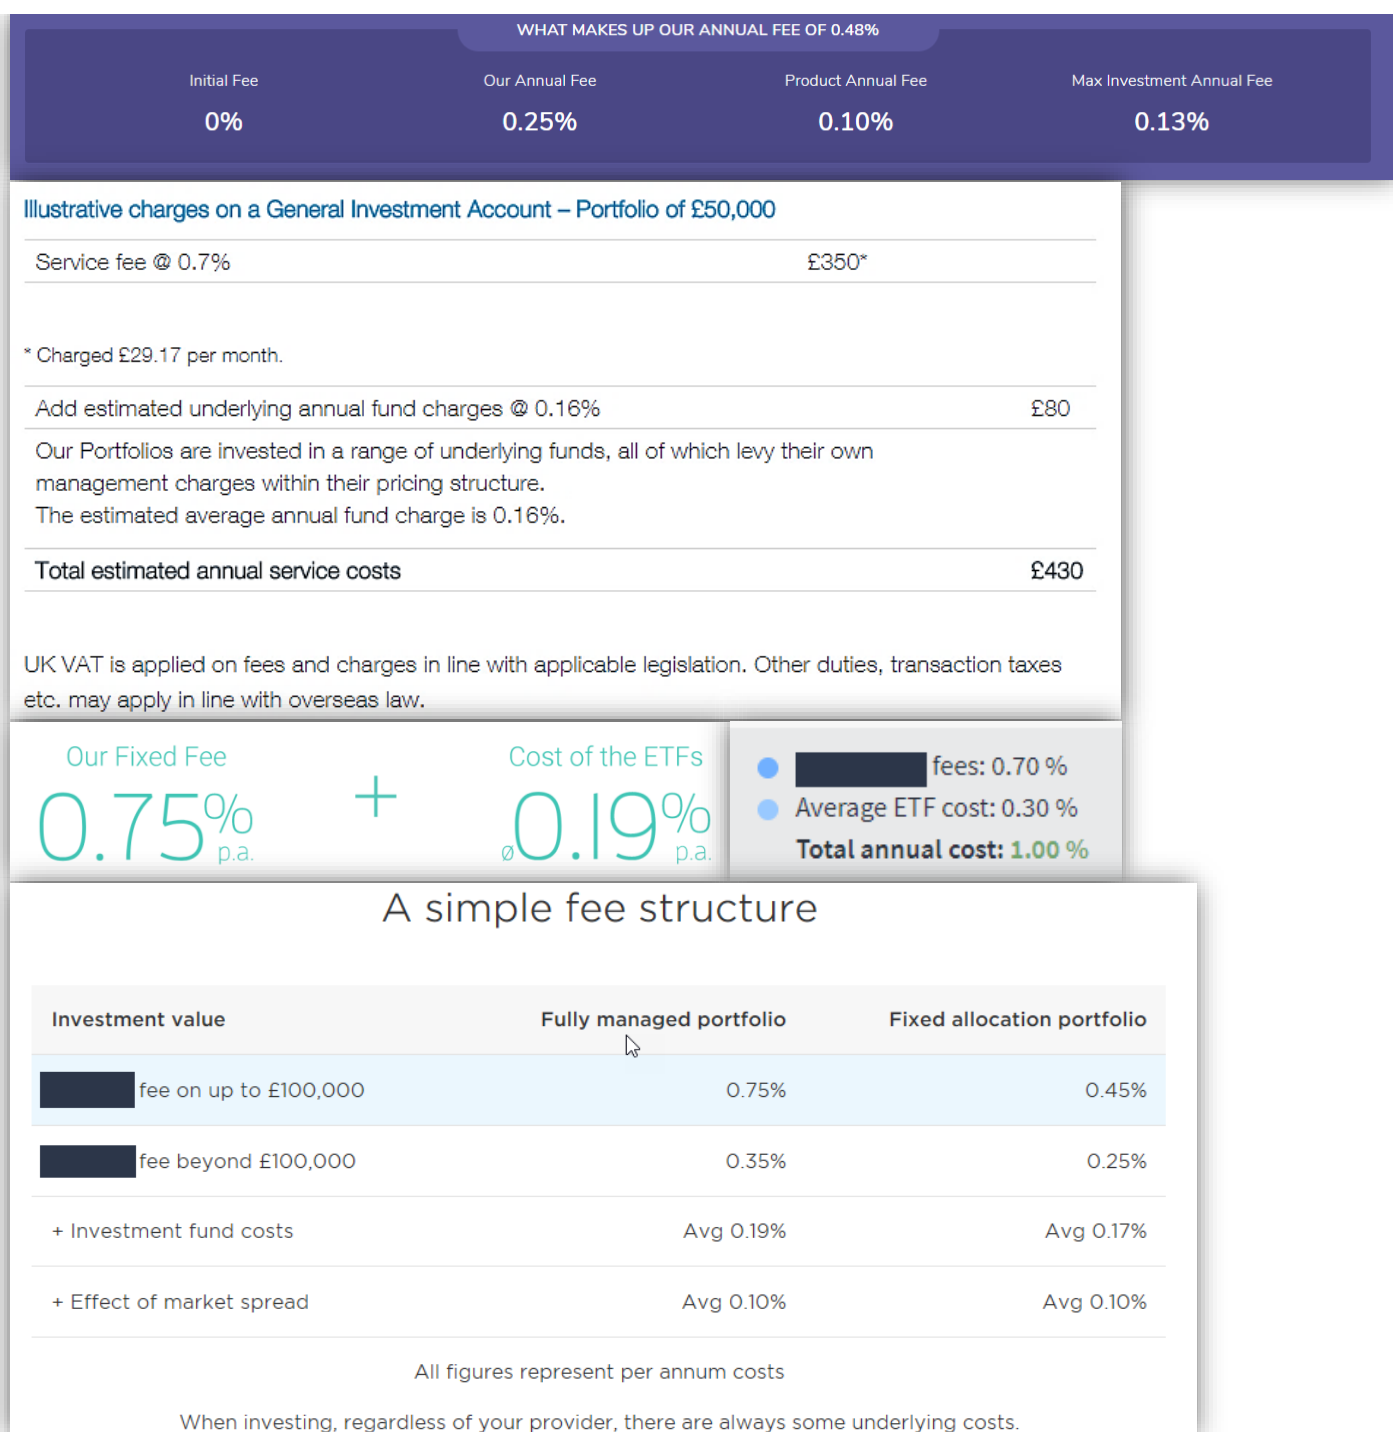 WHAT MAKES UP OUR ANNUAL FEE OF 0.48%
Initial Fee Our Annual Fee Product Annual Fee Max Investment Annual Fee
0% 0.25% 0.10% 0.13%
Illustrative charges on a General Investment Account – Portfolio of £50,000
Service fee @ 0.7% £350*
* Charged £29.17 per month.
Add estimated underlying annual fund charges @ 0.16% £80
Our Portfolios are invested in a range of underlying funds, all of which levy their own
management charges within their pricing structure.
The estimated average annual fund charge is 0.16%.
Total estimated annual service costs £430
UK VAT is applied on fees and charges in line with applicable legislation. Other duties, transaction taxes
etc. may apply in line with overseas law.
Our Fixed Fee + Cost of the ETFs
0.75% p.a. ø0.19% p.a.
fees: 0.70 %
Average ETF cost: 0.30 %
Total annual cost: 1.00 %
A simple fee structure
Investment value Fully managed portfolio Fixed allocation portfolio
fee on up to £100,000 0.75% 0.45%
fee beyond £100,000 0.35% 0.25%
+ Investment fund costs Avg 0.19% Avg 0.17%
+ Effect of market spread Avg 0.10% Avg 0.10%
All figures represent per annum costs
When investing, regardless of your provider, there are always some underlying costs.